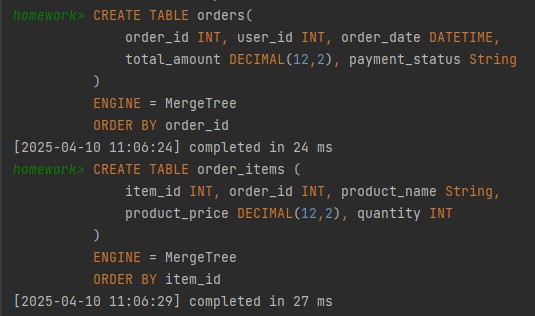 homework> CREATE TABLE orders(
order_id INT, user_id INT, order_date DATETIME,
total_amount DECIMAL(12,2), payment_status String
)
ENGINE = MergeTree
ORDER BY order_id
[2025-04-10 11:06:24] completed in 24 ms
homework> CREATE TABLE order_items (
item_id INT, order_id INT, product_name String,
product_price DECIMAL(12,2), quantity INT
)
ENGINE = MergeTree
ORDER BY item_id
[2025-04-10 11:06:29] completed in 27 ms